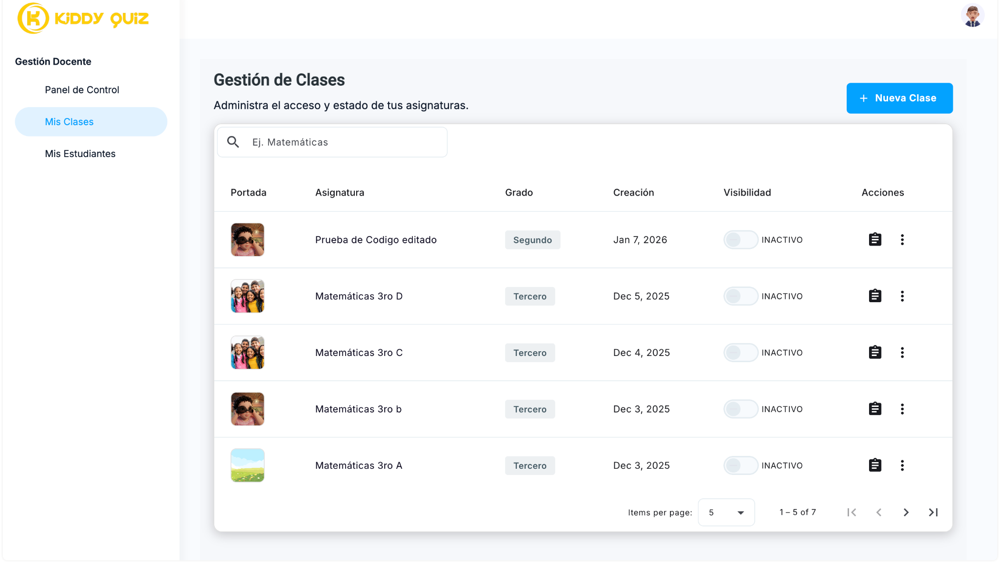 KiDDY QUiZ
Gestión Docente
Panel de Control
Mis Clases
Mis Estudiantes
Gestión de Clases
Administra el acceso y estado de tus asignaturas.
+ Nueva Clase
Ej. Matemáticas
Portada Asignatura Grado Creación Visibilidad Acciones
Prueba de Codigo editado Segundo Jan 7, 2026 INACTIVO
Matemáticas 3ro D Tercero Dec 5, 2025 INACTIVO
Matemáticas 3ro C Tercero Dec 4, 2025 INACTIVO
Matemáticas 3ro b Tercero Dec 3, 2025 INACTIVO
Matemáticas 3ro A Tercero Dec 3, 2025 INACTIVO
Items per page: 5 1 – 5 of 7